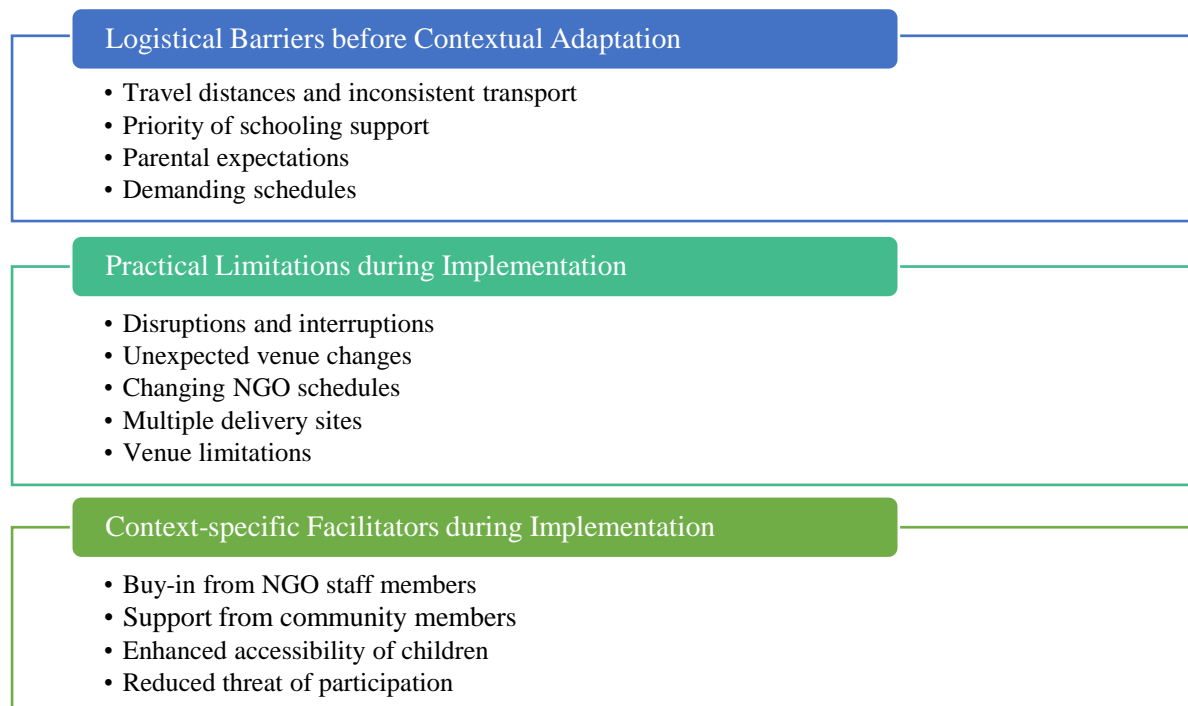 Logistical Barriers before Contextual Adaptation
• Travel distances and inconsistent transport
• Priority of schooling support
• Parental expectations
• Demanding schedules
Practical Limitations during Implementation
• Disruptions and interruptions
• Unexpected venue changes
• Changing NGO schedules
• Multiple delivery sites
• Venue limitations
Context-specific Facilitators during Implementation
• Buy-in from NGO staff members
• Support from community members
• Enhanced accessibility of children
• Reduced threat of participation